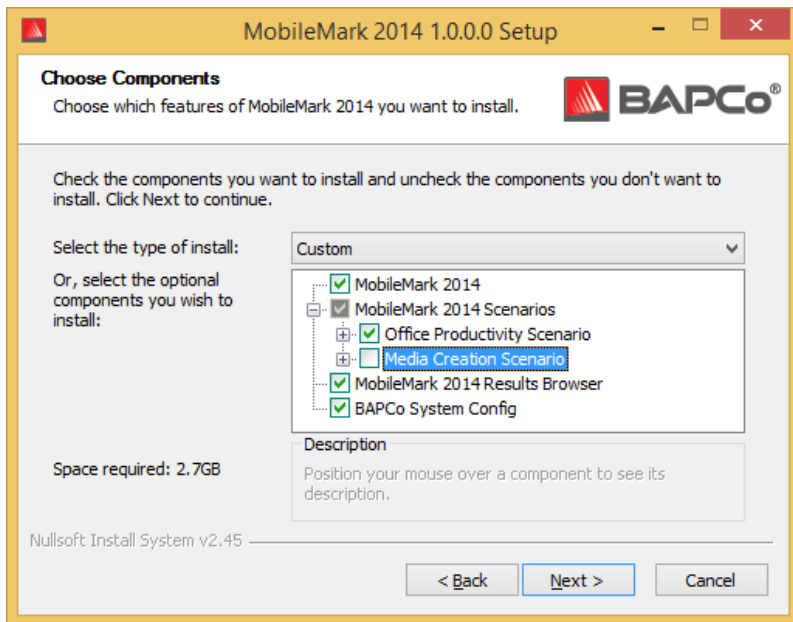 MobileMark 2014 1.0.0.0 Setup
Choose Components
Choose which features of MobileMark 2014 you want to install.
BAPCo®
Check the components you want to install and uncheck the components you don't want to
install. Click Next to continue.
Select the type of install:
Custom
Or, select the optional
components you wish to
install:
MobileMark 2014
MobileMark 2014 Scenarios
Office Productivity Scenario
Media Creation Scenario
MobileMark 2014 Results Browser
BAPCo System Config
Space required: 2.7GB
Description
Position your mouse over a component to see its
description.
Nullsoft Install System v2.45
< Back
Next >
Cancel